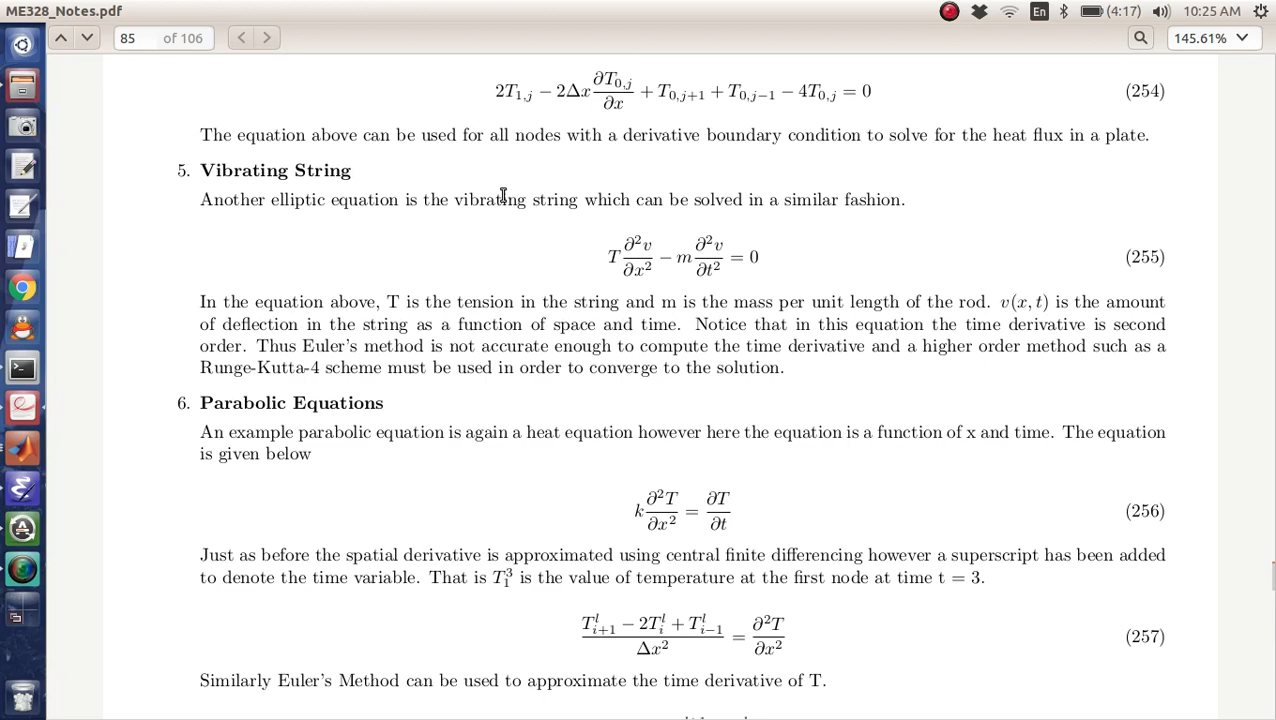 ME328_Notes.pdf En (4:17) 10:25 AM
85 of 106 145.61%
2T_{1,j} − 2Δx ∂T_{0,j}/∂x + T_{0,j+1} + T_{0,j−1} − 4T_{0,j} = 0 (254)
The equation above can be used for all nodes with a derivative boundary condition to solve for the heat flux in a plate.
5. Vibrating String
Another elliptic equation is the vibrating string which can be solved in a similar fashion.
T ∂²v/∂x² − m ∂²v/∂t² = 0 (255)
In the equation above, T is the tension in the string and m is the mass per unit length of the rod. v(x, t) is the amount
of deflection in the string as a function of space and time. Notice that in this equation the time derivative is second
order. Thus Euler's method is not accurate enough to compute the time derivative and a higher order method such as a
Runge-Kutta-4 scheme must be used in order to converge to the solution.
6. Parabolic Equations
An example parabolic equation is again a heat equation however here the equation is a function of x and time. The equation
is given below
k ∂²T/∂x² = ∂T/∂t (256)
Just as before the spatial derivative is approximated using central finite differencing however a superscript has been added
to denote the time variable. That is T_1^3 is the value of temperature at the first node at time t = 3.
(T_{i+1}^l − 2T_i^l + T_{i−1}^l)/Δx² = ∂²T/∂x² (257)
Similarly Euler's Method can be used to approximate the time derivative of T.